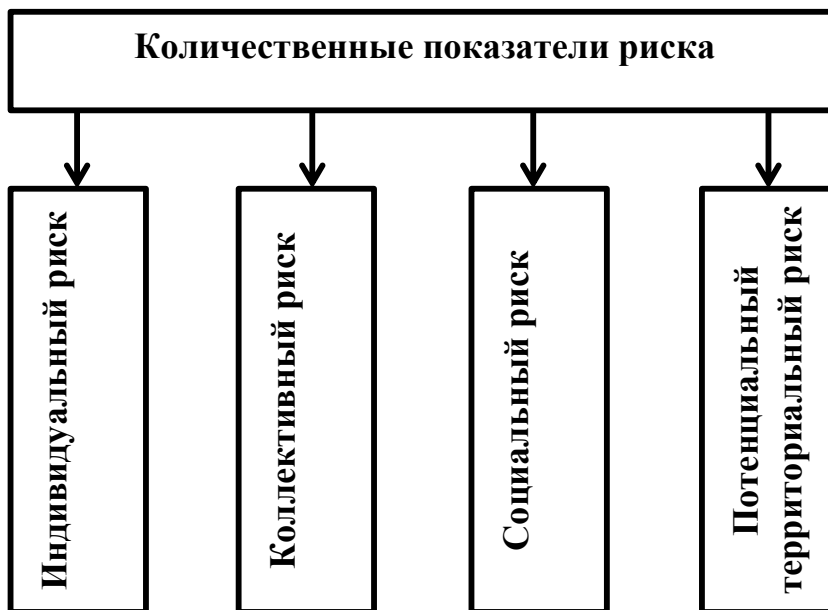 Количественные показатели риска
Индивидуальный риск
Коллективный риск
Социальный риск
Потенциальный
территориальный риск